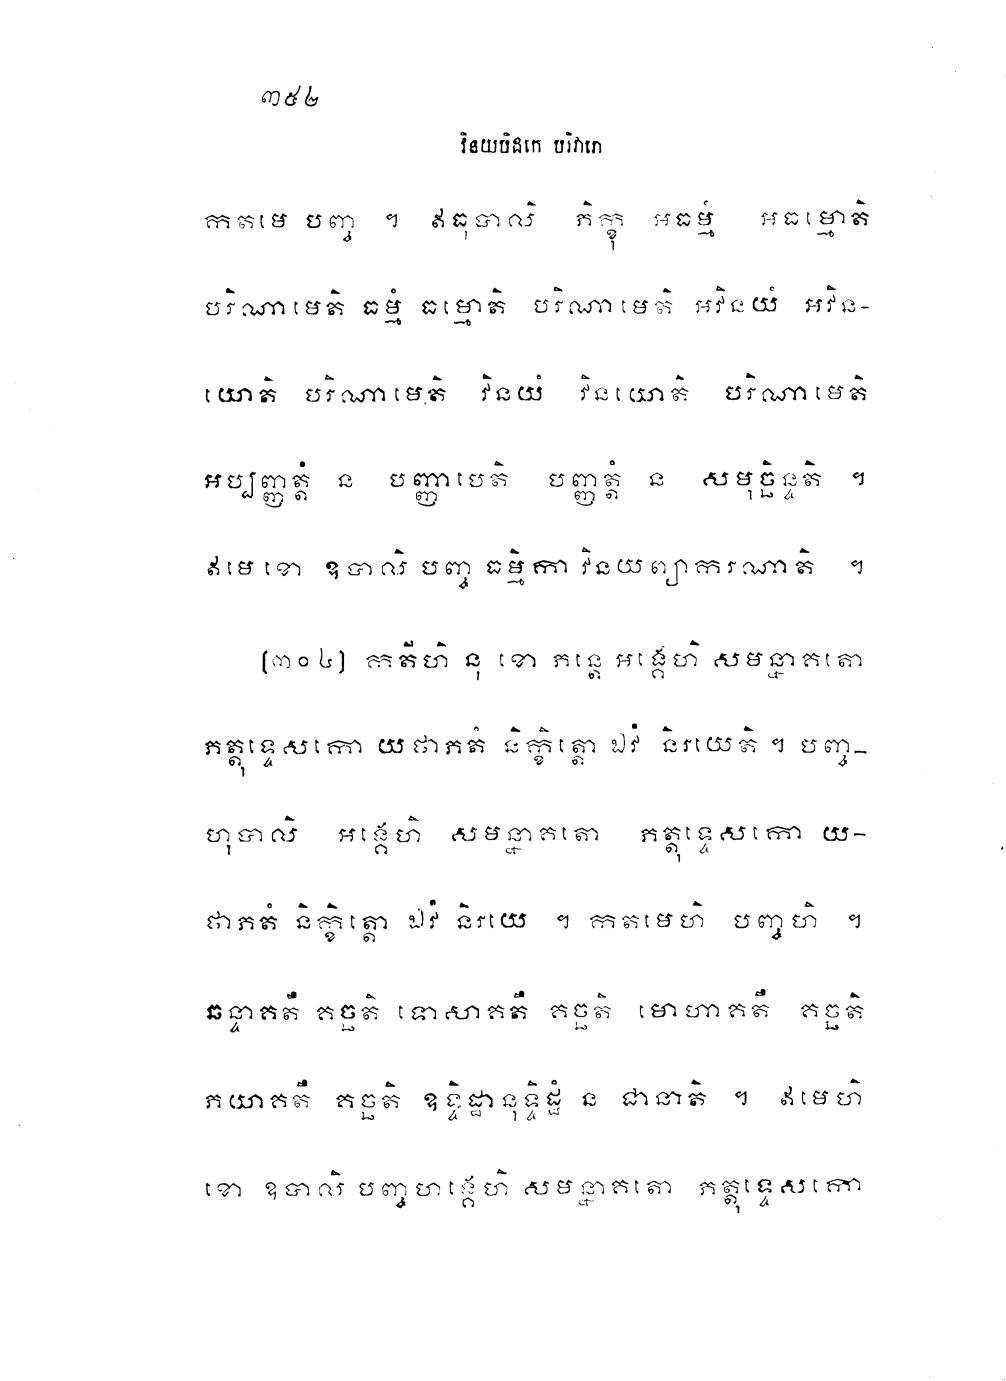 ៣៥៤
វិនយបិដកេ បរិវារោ
កតមេ បញ្ច ។ ឥធុបាលិ ភិក្ខុ អធម្មំ អធម្មោតិ
បរិណាមេតិ ធម្មំ ធម្មោតិ បរិណាមេតិ អវិនយំ អវិន-
យោតិ បរិណាមេតិ វិនយំ វិនយោតិ បរិណាមេតិ
អប្បញ្ញត្តំ ន បញ្ញាបេតិ បញ្ញត្តំ ន សមុច្ឆិន្ទតិ ។
ឥមេ ខោ ឧបាលិ បញ្ច ធម្មិកា វិនយព្យាករណាតិ ។
(៣០៤) កតីហិ នុ ខោ ភន្តេ អង្គេហិ សមន្នាគតោ
ភត្តុទ្ទេសកោ យថាភតំ និក្ខិត្តោ ឯវំ និរយេតិ ។ បញ្ច-
ហុបាលិ អង្គេហិ សមន្នាគតោ ភត្តុទ្ទេសកោ យ-
ថាភតំ និក្ខិត្តោ ឯវំ និរយេ ។ កតមេហិ បញ្ចហិ ។
ឆន្ទាគតឹ គច្ឆតិ ទោសាគតឹ គច្ឆតិ មោហាគតឹ គច្ឆតិ
ភយាគតឹ គច្ឆតិ ឧទ្ទិដ្ឋានុទ្ទិដ្ឋំ ន ជានាតិ ។ ឥមេហិ
ខោ ឧបាលិ បញ្ចហង្គេហិ សមន្នាគតោ ភត្តុទ្ទេសកោ